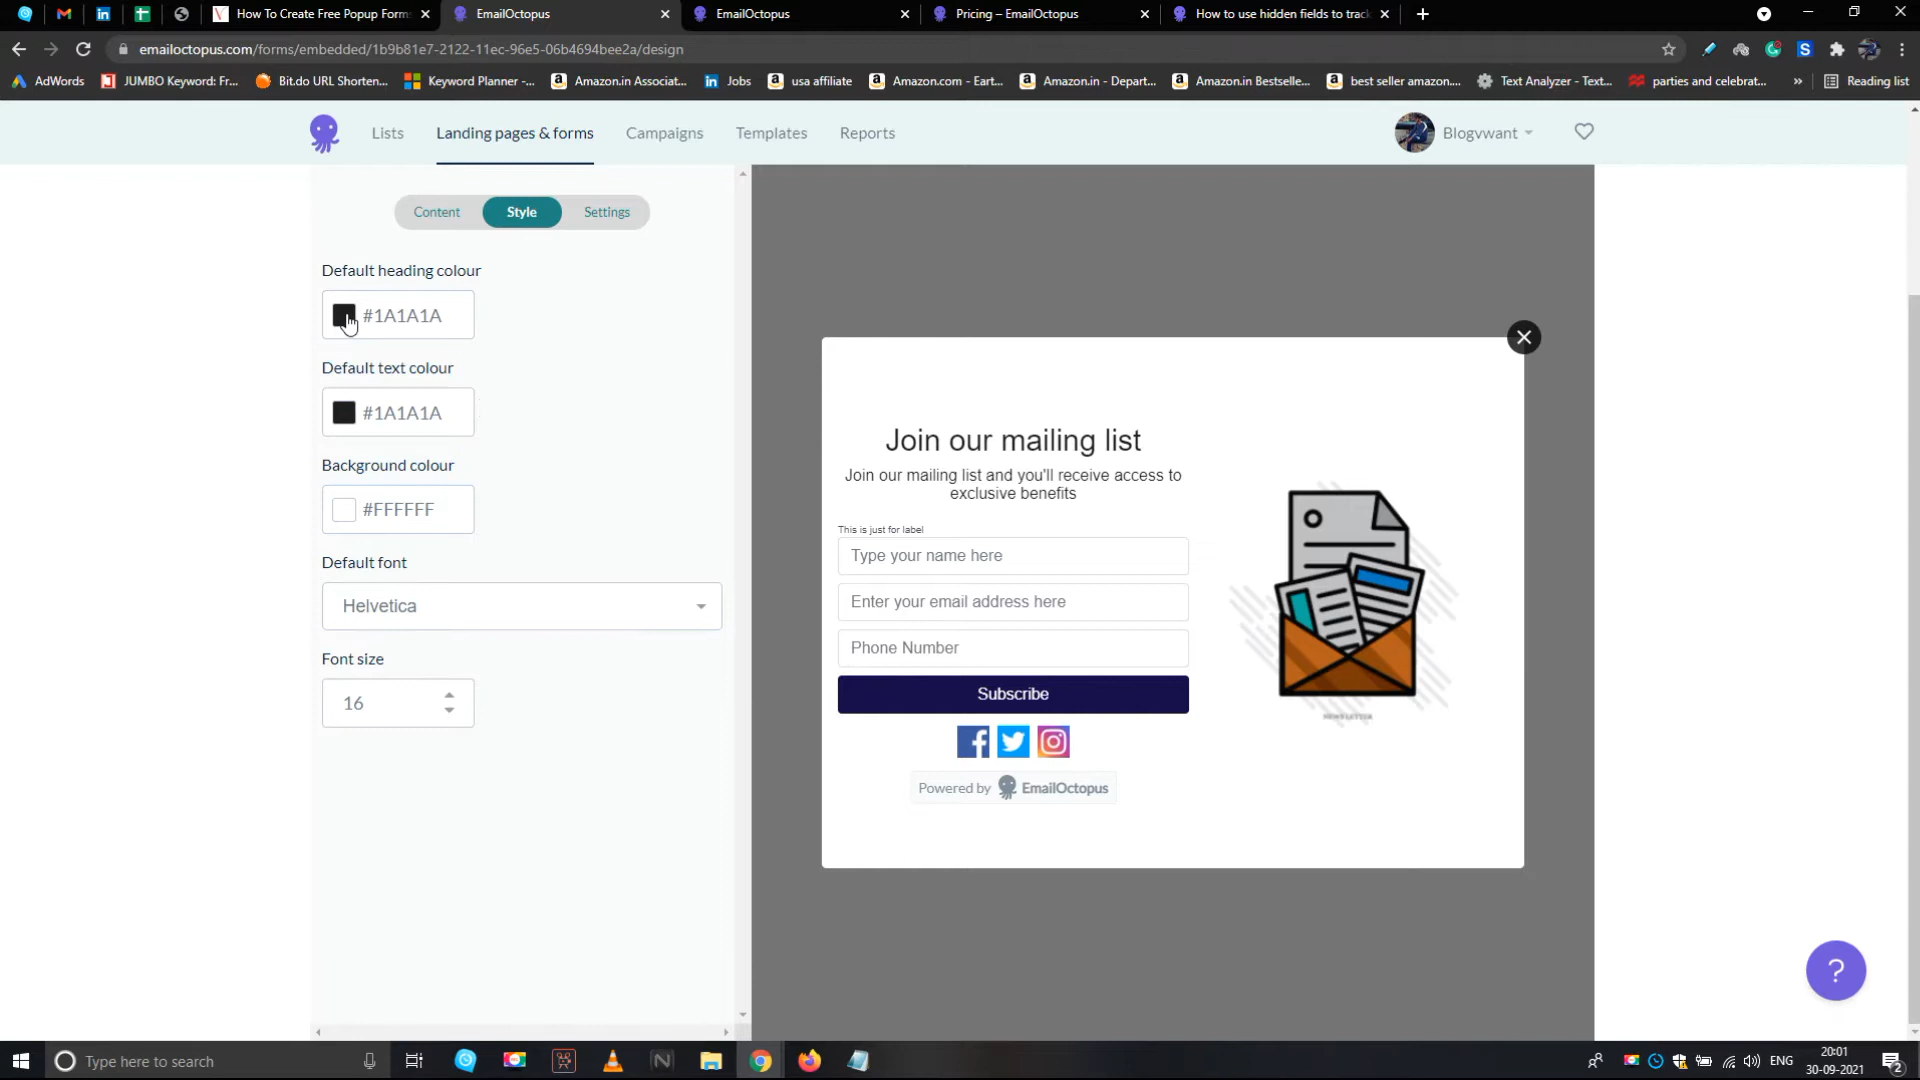 How To Create Free Popup Form
EmailOctopus
EmailOctopus
Pricing – EmailOctopus
How to use hidden fields to trac
emailoctopus.com/forms/embedded/1b9b81e7-2122-11ec-96e5-06b4694bee2a/design
AdWords
JUMBO Keyword: Fr...
Bit.do URL Shorten...
Keyword Planner -...
Amazon.in Associat...
Jobs
usa affiliate
Amazon.com - Eart...
Amazon.in - Depart...
Amazon.in Bestselle...
best seller amazon....
Text Analyzer - Text...
parties and celebrat...
»
Reading list
Lists
Landing pages & forms
Campaigns
Templates
Reports
Blogvwant
Content
Style
Settings
Default heading colour
#1A1A1A
Default text colour
#1A1A1A
Background colour
#FFFFFF
Default font
Helvetica
Font size
16
Join our mailing list
Join our mailing list and you'll receive access to
exclusive benefits
This is just for label
Type your name here
Enter your email address here
Phone Number
Subscribe
Powered by EmailOctopus
NEWSLETTER
?
Type here to search
ENG
20:01
30-09-2021
2